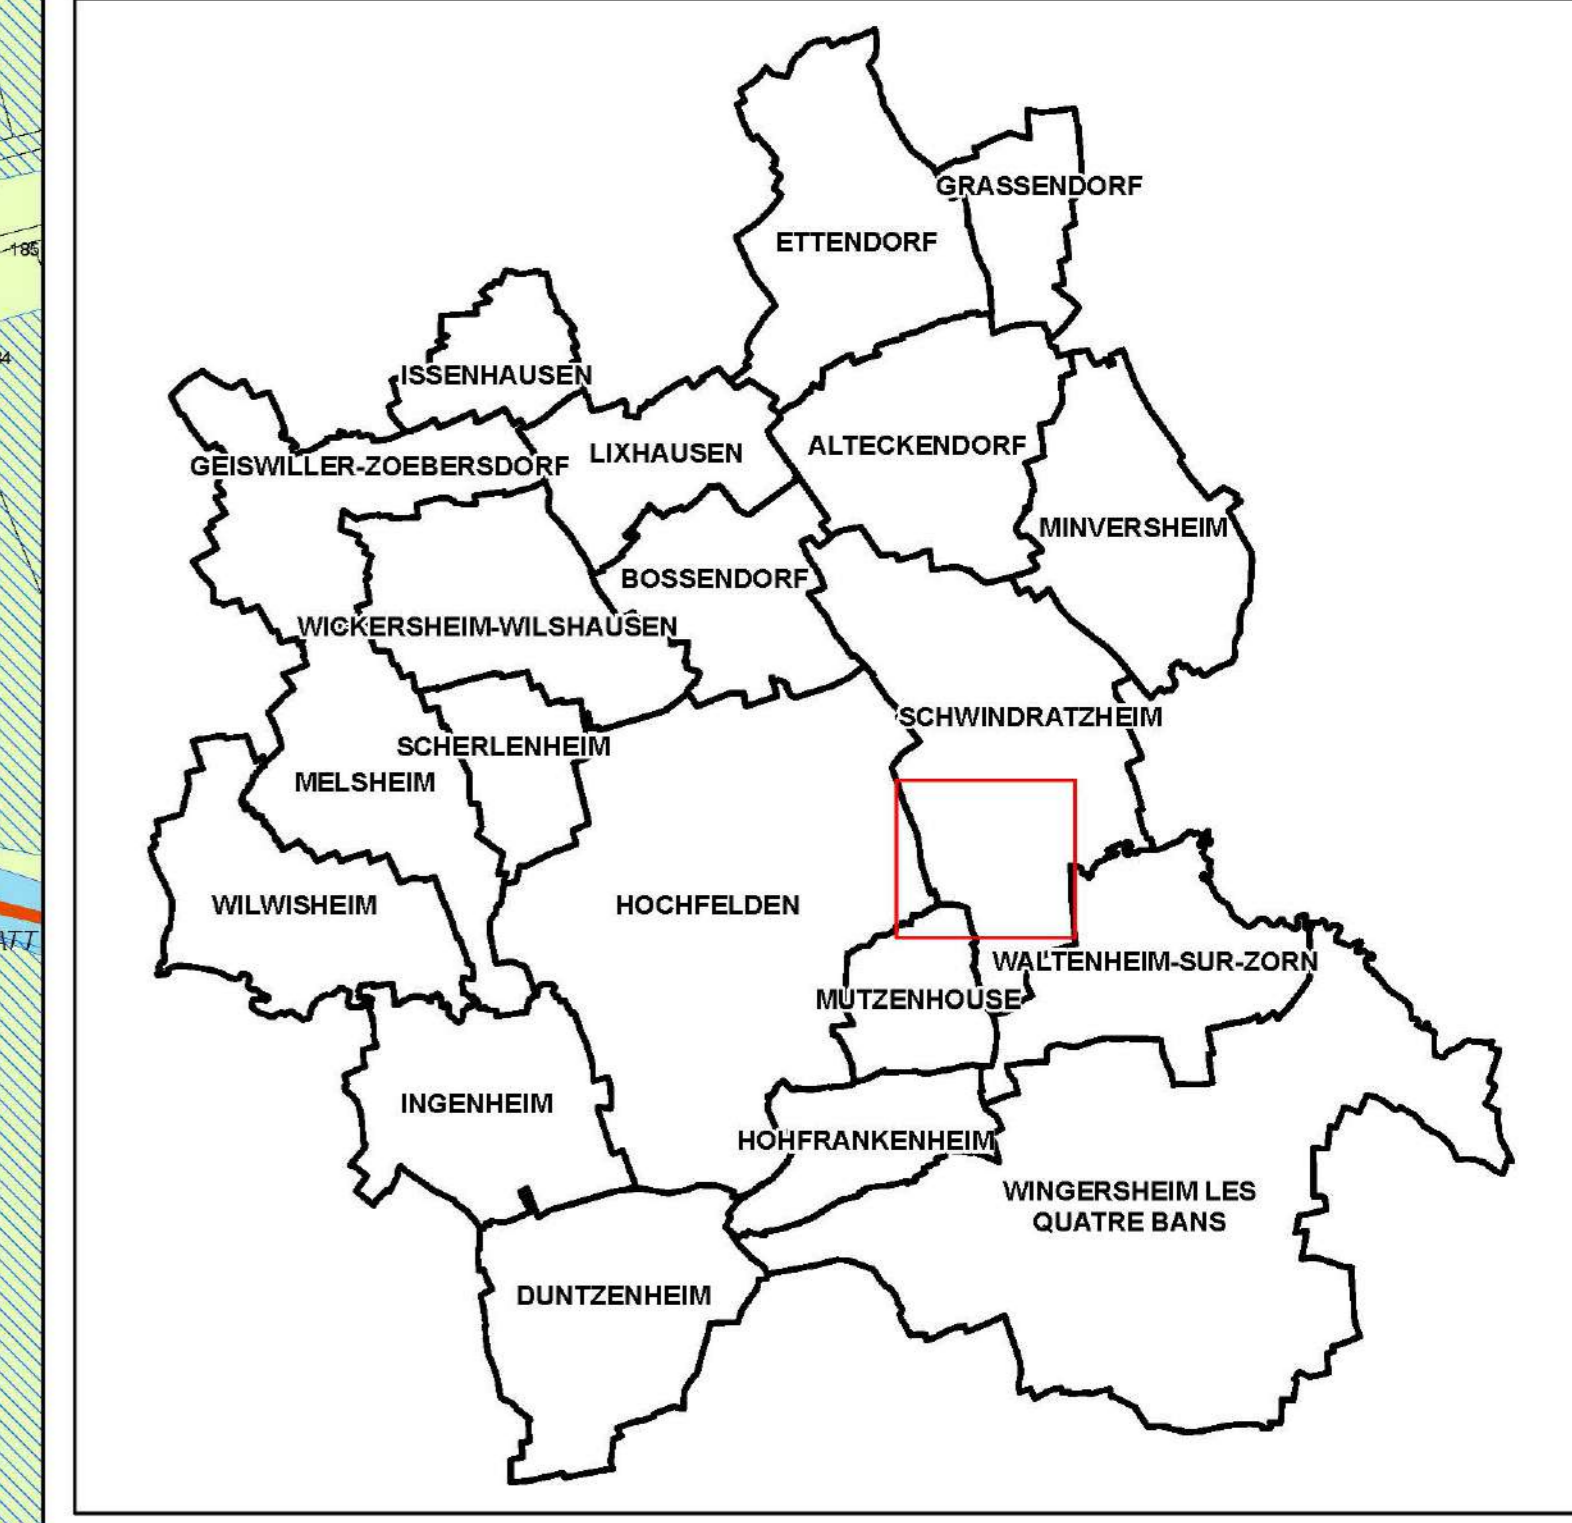 GRASSENDORF
ETTENDORF
185
ISSENHAUSEN
ALTECKENDORF
LIXHAUSEN
GEISWILLER-ZOEBERSDORF
MINVERSHEIM
BOSSENDORF
WICKERSHEIM-WILSHAUSEN
SCHWINDRATZHEIM
SCHERLENHEIM
MELSHEIM
WILWISHEIM
HOCHFELDEN
WALTENHEIM-SUR-ZORN
MUTZENHOUSE
INGENHEIM
HOHFRANKENHEIM
WINGERSHEIM LES
QUATRE BANS
DUNTZENHEIM